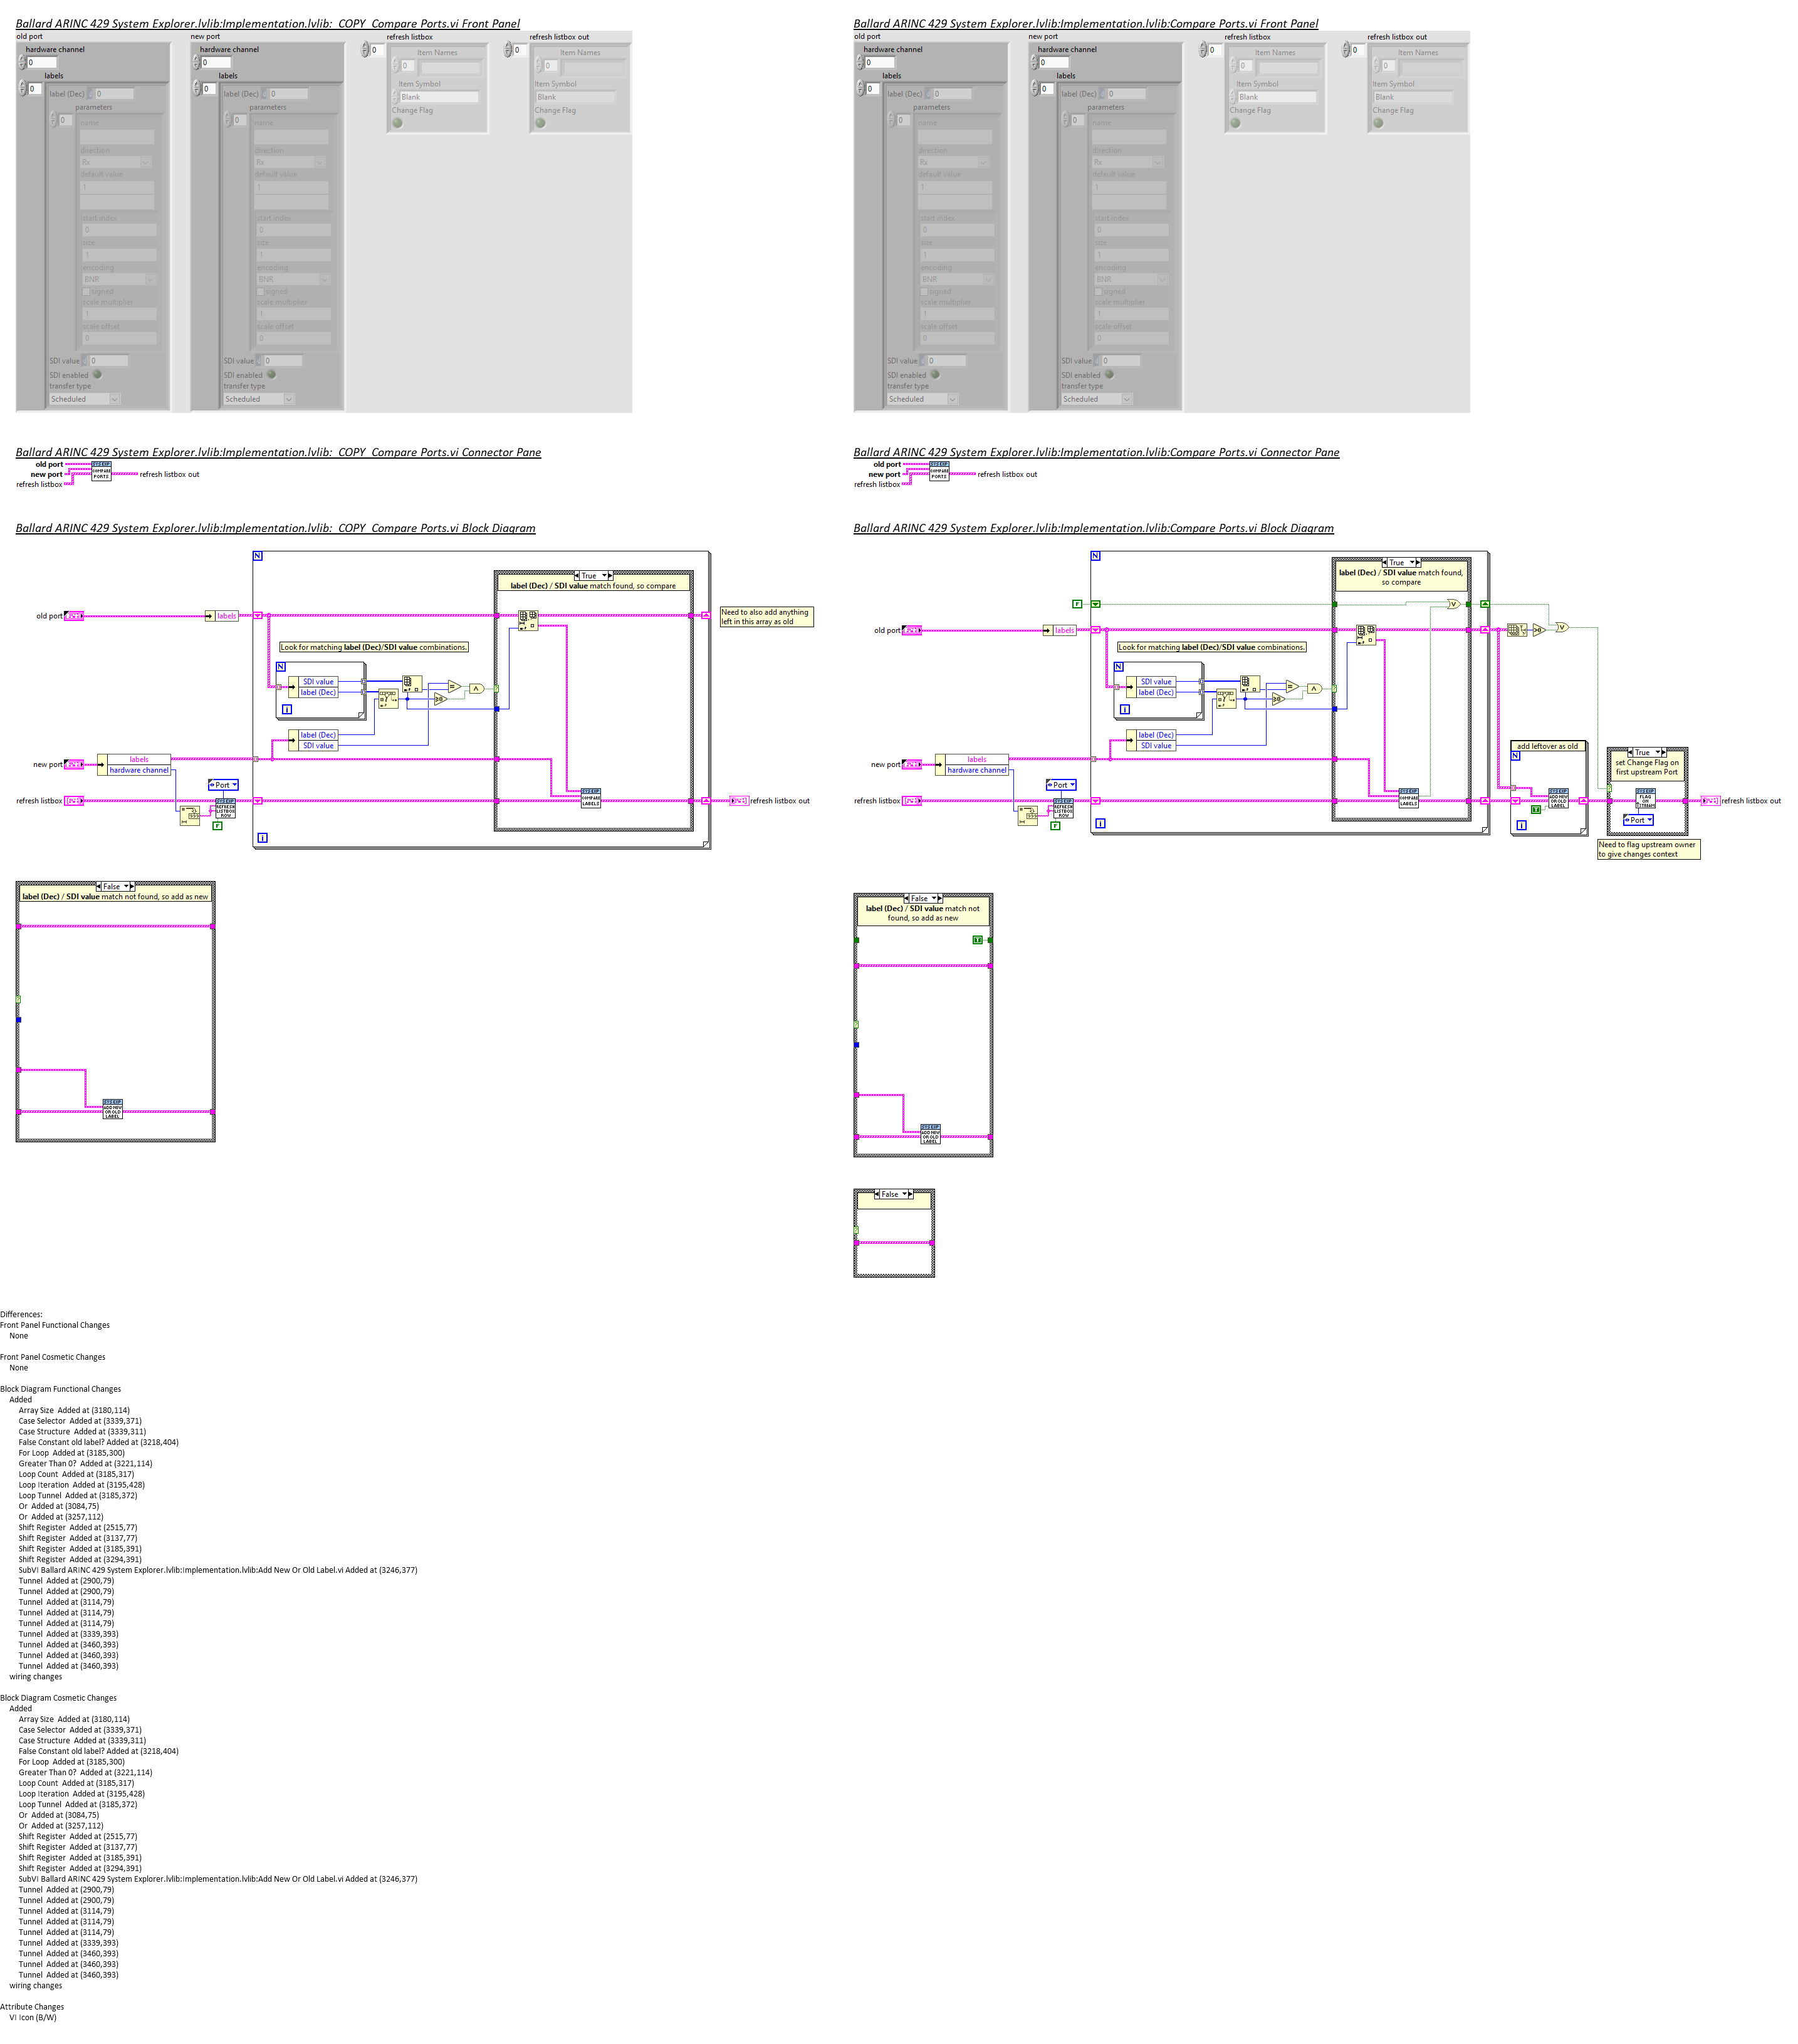 Ballard ARINC 429 System Explorer.lvlib:Implementation.lvlib:_COPY_Compare Ports.vi Front Panel
old port
hardware channel
0
labels
0
label (Dec) 0
parameters
0
name
direction
Rx
default value
1
start index
0
size
1
encoding
BNR
signed
scale multiplier
1
scale offset
0
SDI value 0
SDI enabled
transfer type
Scheduled
new port
hardware channel
0
labels
0
label (Dec) 0
parameters
0
name
direction
Rx
default value
1
start index
0
size
1
encoding
BNR
signed
scale multiplier
1
scale offset
0
SDI value 0
SDI enabled
transfer type
Scheduled
refresh listbox
0
Item Names
0
Item Symbol
Blank
Change Flag
refresh listbox out
0
Item Names
0
Item Symbol
Blank
Change Flag
Ballard ARINC 429 System Explorer.lvlib:Implementation.lvlib:Compare Ports.vi Front Panel
old port
hardware channel
0
labels
0
label (Dec) 0
parameters
0
name
direction
Rx
default value
1
start index
0
size
1
encoding
BNR
signed
scale multiplier
1
scale offset
0
SDI value 0
SDI enabled
transfer type
Scheduled
new port
hardware channel
0
labels
0
label (Dec) 0
parameters
0
name
direction
Rx
default value
1
start index
0
size
1
encoding
BNR
signed
scale multiplier
1
scale offset
0
SDI value 0
SDI enabled
transfer type
Scheduled
refresh listbox
0
Item Names
0
Item Symbol
Blank
Change Flag
refresh listbox out
0
Item Names
0
Item Symbol
Blank
Change Flag
Ballard ARINC 429 System Explorer.lvlib:Implementation.lvlib:_COPY_Compare Ports.vi Connector Pane
old port
new port
refresh listbox
SYS EXP
COMPARE
PORTS
refresh listbox out
Ballard ARINC 429 System Explorer.lvlib:Implementation.lvlib:Compare Ports.vi Connector Pane
old port
new port
refresh listbox
SYS EXP
COMPARE
PORTS
refresh listbox out
Ballard ARINC 429 System Explorer.lvlib:Implementation.lvlib:_COPY_Compare Ports.vi Block Diagram
N
True
label (Dec) / SDI value match found, so compare
old port
labels
Need to also add anything
left in this array as old
Look for matching label (Dec)/SDI value combinations.
N
SDI value
label (Dec)
i
label (Dec)
SDI value
new port
labels
hardware channel
Port
refresh listbox
SYS EXP
REFRESH
LISTBOX
ROW
F
SYS EXP
COMPARE
LABELS
refresh listbox out
i
False
label (Dec) / SDI value match not found, so add as new
SYS EXP
ADD NEW
OR OLD
LABEL
Ballard ARINC 429 System Explorer.lvlib:Implementation.lvlib:Compare Ports.vi Block Diagram
N
True
label (Dec) / SDI value match found,
so compare
F
old port
labels
Look for matching label (Dec)/SDI value combinations.
N
SDI value
label (Dec)
i
label (Dec)
SDI value
new port
labels
hardware channel
Port
refresh listbox
SYS EXP
REFRESH
LISTBOX
ROW
F
SYS EXP
COMPARE
LABELS
i
add leftover as old
N
SYS EXP
ADD NEW
OR OLD
LABEL
T
i
True
set Change Flag on
first upstream Port
SYS EXP
FLAG
Port
refresh listbox out
Need to flag upstream owner
to give changes context
False
label (Dec) / SDI value match not
found, so add as new
T
SYS EXP
ADD NEW
OR OLD
LABEL
False
Differences:
Front Panel Functional Changes
None
Front Panel Cosmetic Changes
None
Block Diagram Functional Changes
Added
Array Size  Added at (3180,114)
Case Selector  Added at (3339,371)
Case Structure  Added at (3339,311)
False Constant old label? Added at (3218,404)
For Loop  Added at (3185,300)
Greater Than 0?  Added at (3221,114)
Loop Count  Added at (3185,317)
Loop Iteration  Added at (3195,428)
Loop Tunnel  Added at (3185,372)
Or  Added at (3084,75)
Or  Added at (3257,112)
Shift Register  Added at (2515,77)
Shift Register  Added at (3137,77)
Shift Register  Added at (3185,391)
Shift Register  Added at (3294,391)
SubVI Ballard ARINC 429 System Explorer.lvlib:Implementation.lvlib:Add New Or Old Label.vi Added at (3246,377)
Tunnel  Added at (2900,79)
Tunnel  Added at (2900,79)
Tunnel  Added at (3114,79)
Tunnel  Added at (3114,79)
Tunnel  Added at (3114,79)
Tunnel  Added at (3339,393)
Tunnel  Added at (3460,393)
Tunnel  Added at (3460,393)
Tunnel  Added at (3460,393)
wiring changes
Block Diagram Cosmetic Changes
Added
Array Size  Added at (3180,114)
Case Selector  Added at (3339,371)
Case Structure  Added at (3339,311)
False Constant old label? Added at (3218,404)
For Loop  Added at (3185,300)
Greater Than 0?  Added at (3221,114)
Loop Count  Added at (3185,317)
Loop Iteration  Added at (3195,428)
Loop Tunnel  Added at (3185,372)
Or  Added at (3084,75)
Or  Added at (3257,112)
Shift Register  Added at (2515,77)
Shift Register  Added at (3137,77)
Shift Register  Added at (3185,391)
Shift Register  Added at (3294,391)
SubVI Ballard ARINC 429 System Explorer.lvlib:Implementation.lvlib:Add New Or Old Label.vi Added at (3246,377)
Tunnel  Added at (2900,79)
Tunnel  Added at (2900,79)
Tunnel  Added at (3114,79)
Tunnel  Added at (3114,79)
Tunnel  Added at (3114,79)
Tunnel  Added at (3339,393)
Tunnel  Added at (3460,393)
Tunnel  Added at (3460,393)
Tunnel  Added at (3460,393)
wiring changes
Attribute Changes
VI Icon (B/W)